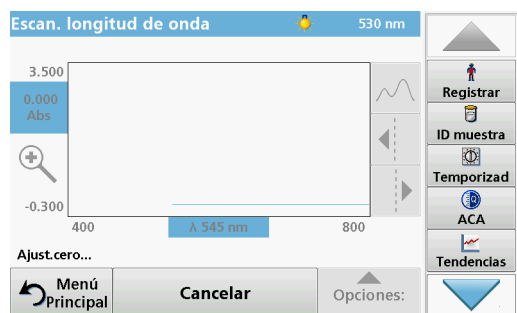 Escan. longitud de onda
530 nm
3.500
0.000
Abs
-0.300
400
λ 545 nm
800
Ajust.cero...
Menú
Principal
Cancelar
Opciones:
Registrar
ID muestra
Temporizad
ACA
Tendencias